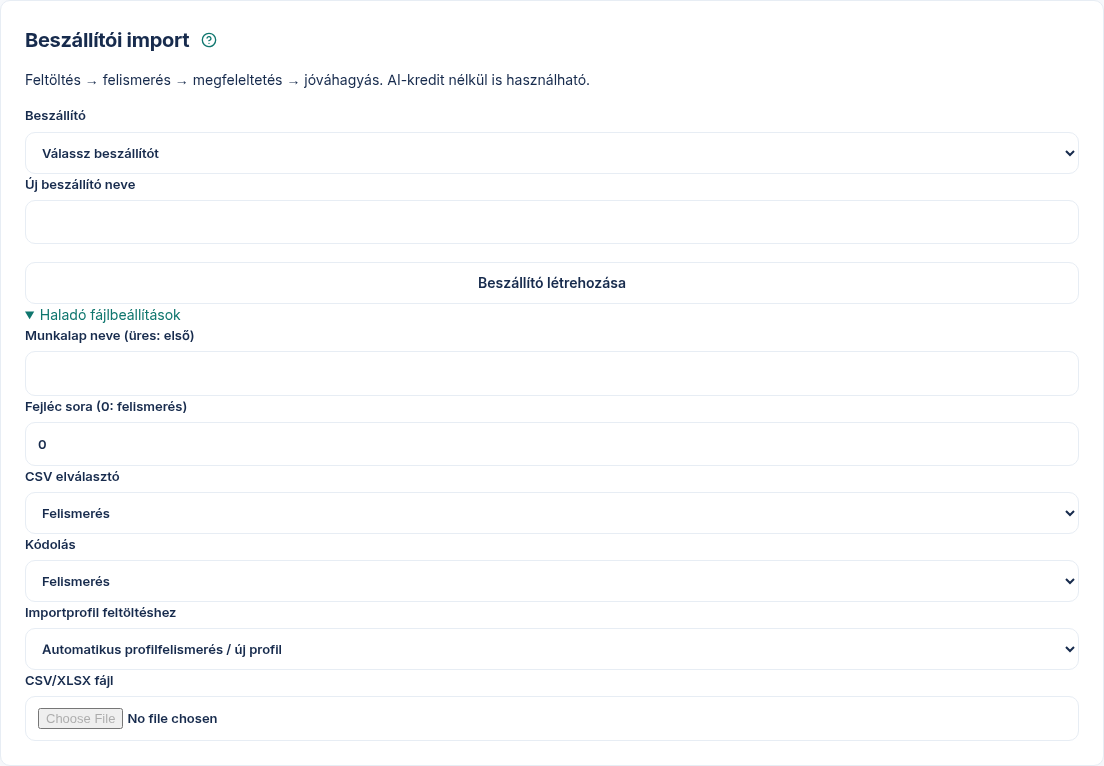 Beszállítói import
Feltöltés → felismerés → megfeleltetés → jóváhagyás. AI-kredit nélkül is használható.
Beszállító
Válassz beszállítót
Új beszállító neve
Beszállító létrehozása
▼ Haladó fájlbeállítások
Munkalap neve (üres: első)
Fejléc sora (0: felismerés)
0
CSV elválasztó
Felismerés
Kódolás
Felismerés
Importprofil feltöltéshez
Automatikus profilfelismerés / új profil
CSV/XLSX fájl
Choose File No file chosen